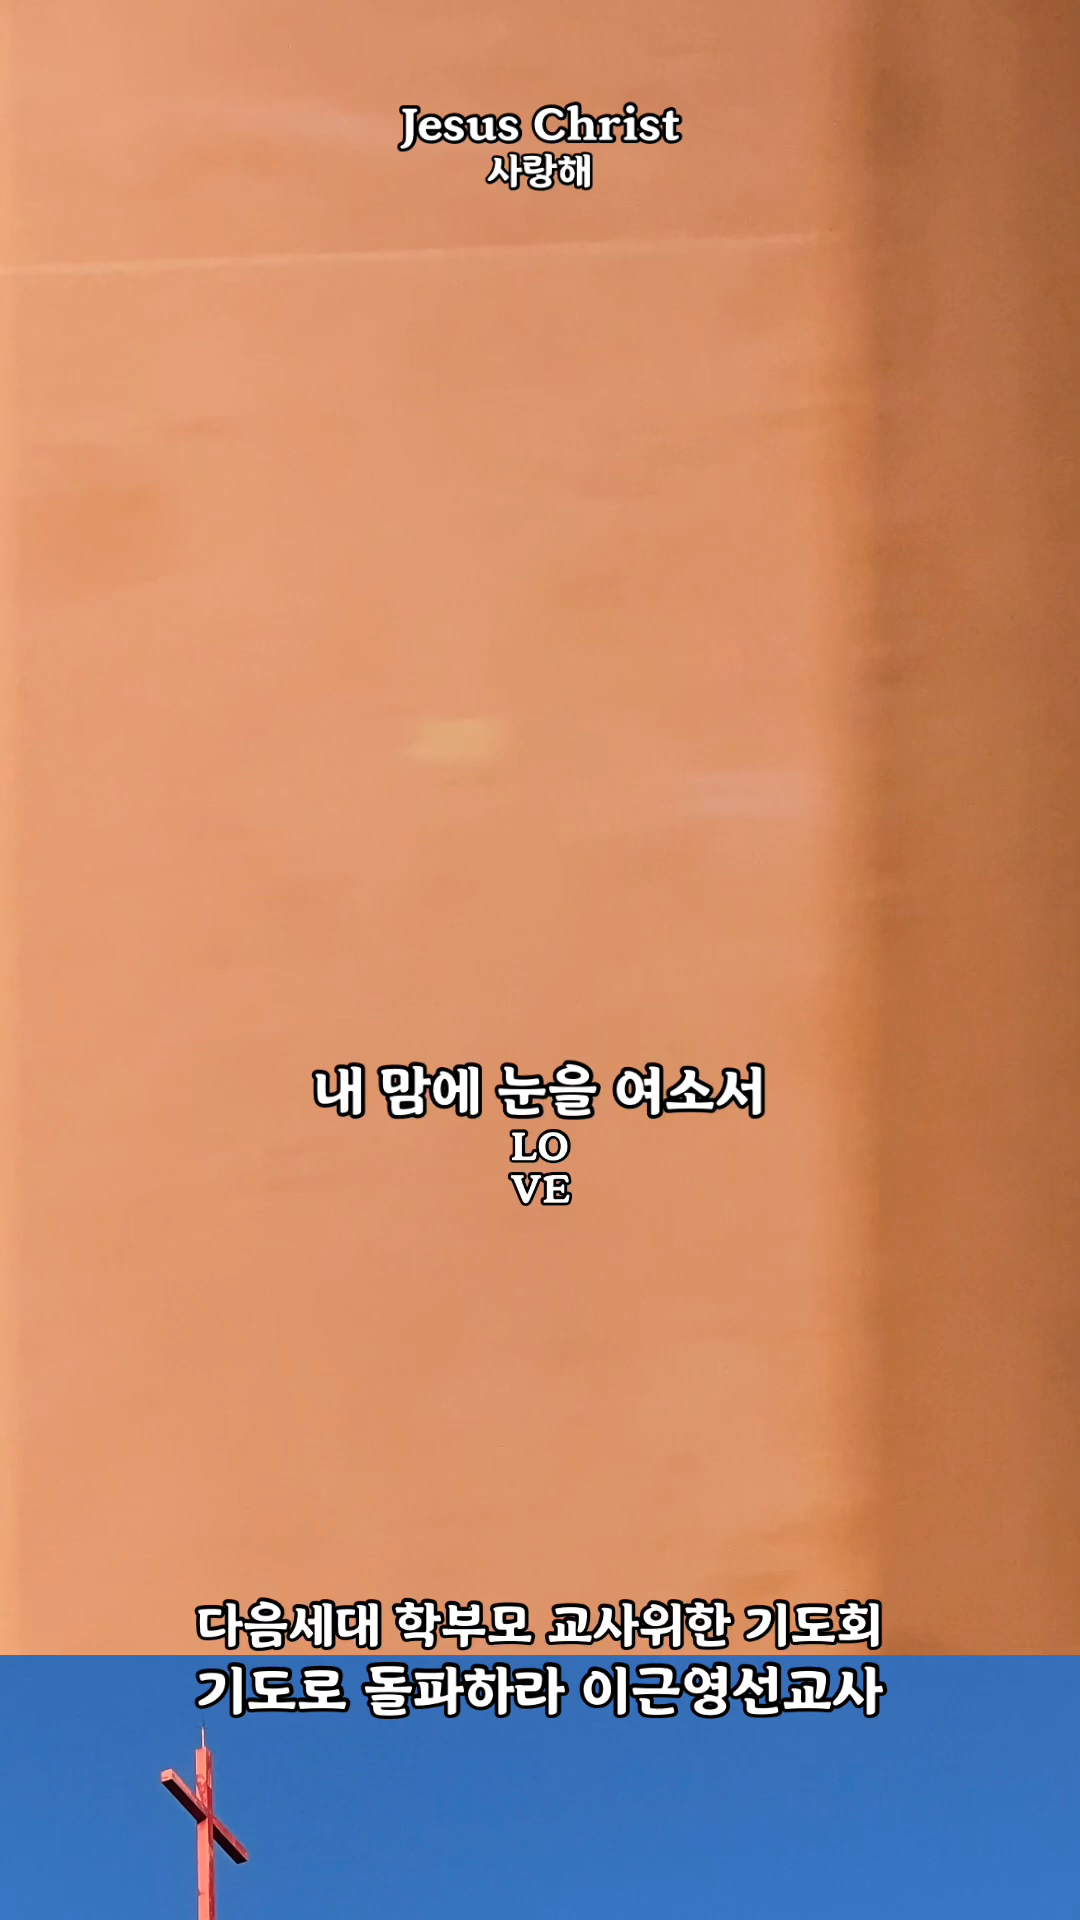 Jesus Christ
사랑해
내 맘에 눈을 여소서
LO
VE
다음세대 학부모 교사위한 기도회
기도로 돌파하라 이근영선교사